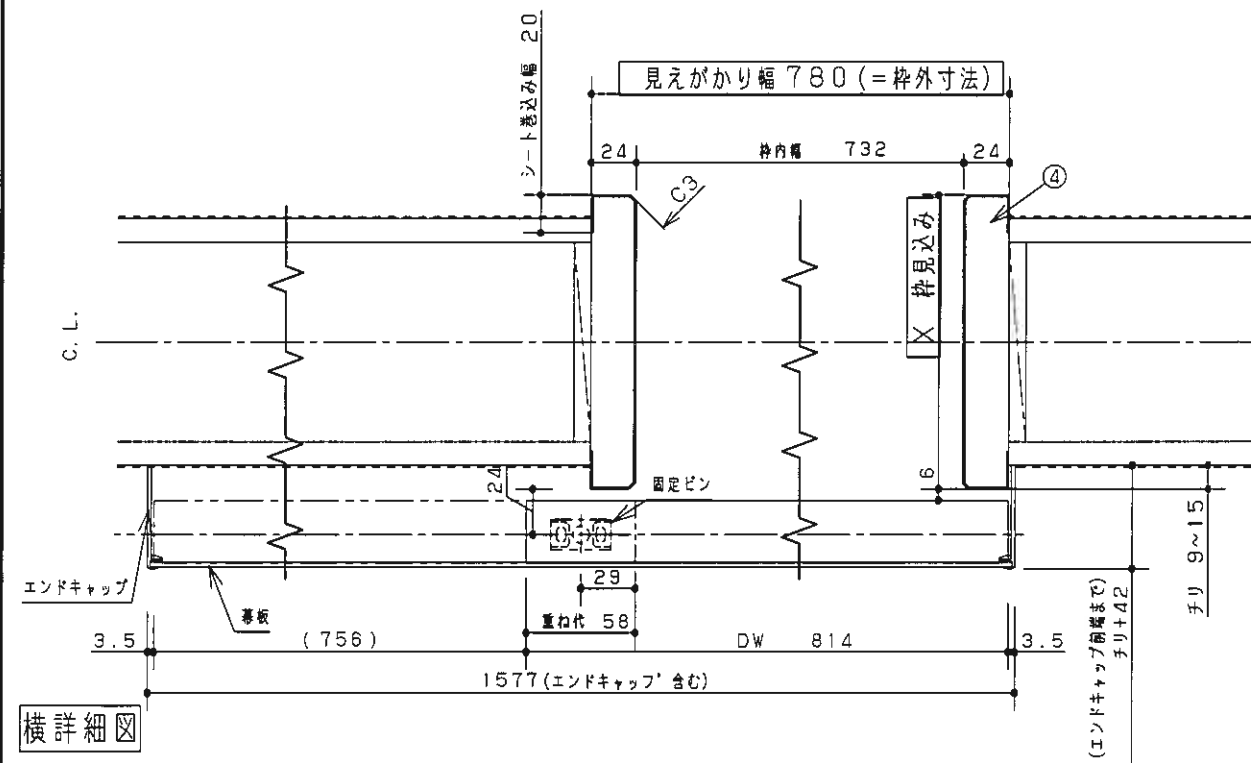 シート巻込み幅 20
見えがかり幅 780 (=枠外寸法)
24
枠内幅 732
24
C3
④
X 枠見込み
C. L.
24
固定ピン
6
チリ 9~15
エンドキャップ
幕板
29
重ね代 58
3.5
(756)
DW 814
3.5
1577(エンドキャップ含む)
(エンドキャップ前端まで)
チリ+42
横詳細図